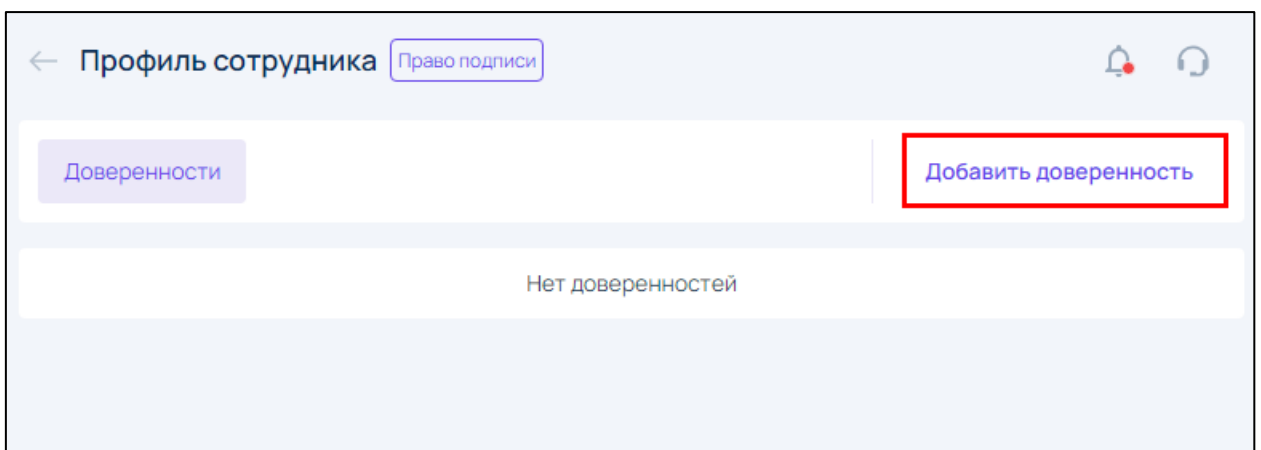 Профиль сотрудника Право подписи
Доверенности Добавить доверенность
Нет доверенностей